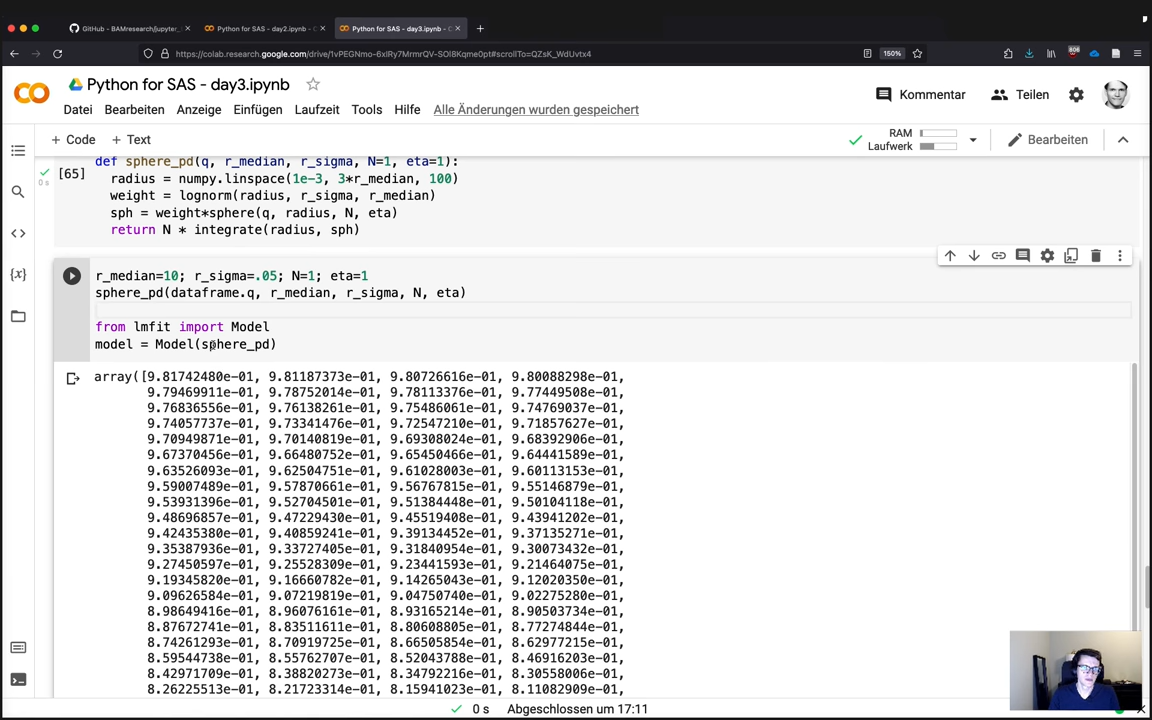 GitHub - BAMresearch/jupyter_ × Python for SAS - day2.ipynb - C × Python for SAS - day3.ipynb - C × +
https://colab.research.google.com/drive/1vPEGNmo-6xIRy7MrmrQV-SOl8Kqme0pt#scrollTo=QZsK_WdUvtx4 150% 806
Python for SAS - day3.ipynb
Datei Bearbeiten Anzeige Einfügen Laufzeit Tools Hilfe Alle Änderungen wurden gespeichert
Kommentar Teilen
+ Code + Text
RAM
Laufwerk
Bearbeiten
[65]
0 s
def sphere_pd(q, r_median, r_sigma, N=1, eta=1):
radius = numpy.linspace(1e-3, 3*r_median, 100)
weight = lognorm(radius, r_sigma, r_median)
sph = weight*sphere(q, radius, N, eta)
return N * integrate(radius, sph)
r_median=10; r_sigma=.05; N=1; eta=1
sphere_pd(dataframe.q, r_median, r_sigma, N, eta)
from lmfit import Model
model = Model(sphere_pd)
array([9.81742480e-01, 9.81187373e-01, 9.80726616e-01, 9.80088298e-01,
9.79469911e-01, 9.78752014e-01, 9.78113376e-01, 9.77449508e-01,
9.76836556e-01, 9.76138261e-01, 9.75486061e-01, 9.74769037e-01,
9.74057737e-01, 9.73341476e-01, 9.72547210e-01, 9.71857627e-01,
9.70949871e-01, 9.70140819e-01, 9.69308024e-01, 9.68392906e-01,
9.67370456e-01, 9.66480752e-01, 9.65450466e-01, 9.64441589e-01,
9.63526093e-01, 9.62504751e-01, 9.61028003e-01, 9.60113153e-01,
9.59007489e-01, 9.57870661e-01, 9.56767815e-01, 9.55146879e-01,
9.53931396e-01, 9.52704501e-01, 9.51384448e-01, 9.50104118e-01,
9.48696857e-01, 9.47229430e-01, 9.45519408e-01, 9.43941202e-01,
9.42435380e-01, 9.40859241e-01, 9.39134452e-01, 9.37135271e-01,
9.35387936e-01, 9.33727405e-01, 9.31840954e-01, 9.30073432e-01,
9.27450597e-01, 9.25528309e-01, 9.23441593e-01, 9.21464075e-01,
9.19345820e-01, 9.16660782e-01, 9.14265043e-01, 9.12020350e-01,
9.09626584e-01, 9.07219819e-01, 9.04750740e-01, 9.02275280e-01,
8.98649416e-01, 8.96076161e-01, 8.93165214e-01, 8.90503734e-01,
8.87672741e-01, 8.83511611e-01, 8.80608805e-01, 8.77274844e-01,
8.74261293e-01, 8.70919725e-01, 8.66505854e-01, 8.62977215e-01,
8.59544738e-01, 8.55762707e-01, 8.52043788e-01, 8.46916203e-01,
8.42971709e-01, 8.38820273e-01, 8.34792216e-01, 8.30558006e-01,
8.26225513e-01, 8.21723314e-01, 8.15941023e-01, 8.11082909e-01,
0 s Abgeschlossen um 17:11